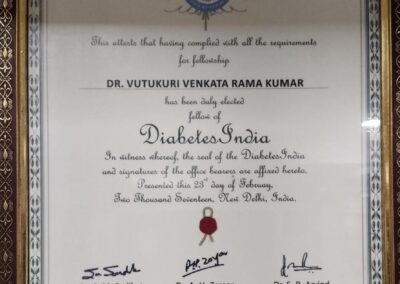 This attests that having complied with all the requirements
for fellowship
DR. VUTUKURI VENKATA RAMA KUMAR
has been duly elected
fellow of
DiabetesIndia
In witness whereof, the seal of the DiabetesIndia
and signatures of the office bearers are affixed hereto.
Presented this 23rd day of February,
Two Thousand Seventeen, New Delhi, India.